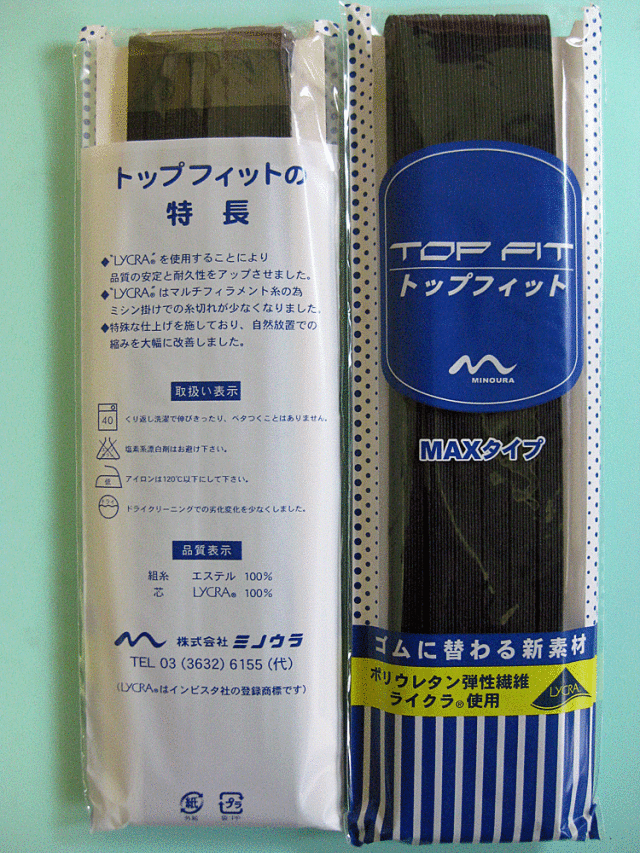 トップフィットの
特長
◆"LYCRA®を使用することにより
品質の安定と耐久性をアップさせました。
◆"LYCRA®はマルチフィラメント糸の為
ミシン掛けでの糸切れが少なくなりました。
◆特殊な仕上げを施しており、自然放置での
縮みを大幅に改善しました。
取扱い表示
40
くり返し洗濯で伸びきったり、ベタつくことはありません。
塩素系漂白剤はお避け下さい。
低
アイロンは120℃以下にして下さい。
ドライ
ドライクリーニングでの劣化変化を少なくしました。
品質表示
組糸 エステル 100%
芯 LYCRA® 100%
株式会社 ミノウラ
TEL 03 (3632) 6155 (代)
(LYCRA®はインビスタ社の登録商標です)
紙
外紙
プラ
袋:PP
TOP FIT
トップフィット
MINOURA
MAXタイプ
ゴムに替わる新素材
ポリウレタン弾性繊維
ライクラ®使用
LYCRA